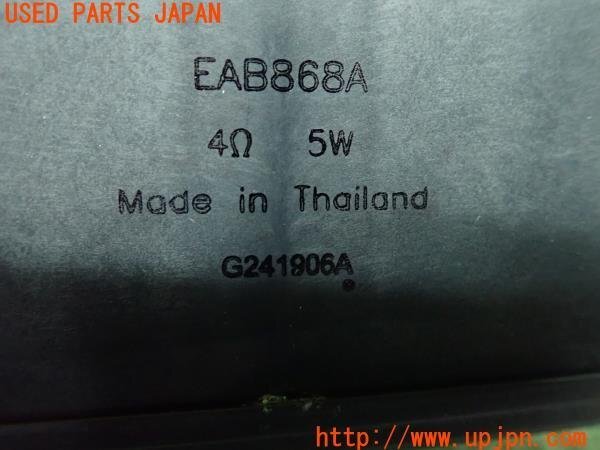 USED PARTS JAPAN
EAB868A
4Ω 5W
Made in Thailand
G241906A
http://www.upjpn.com